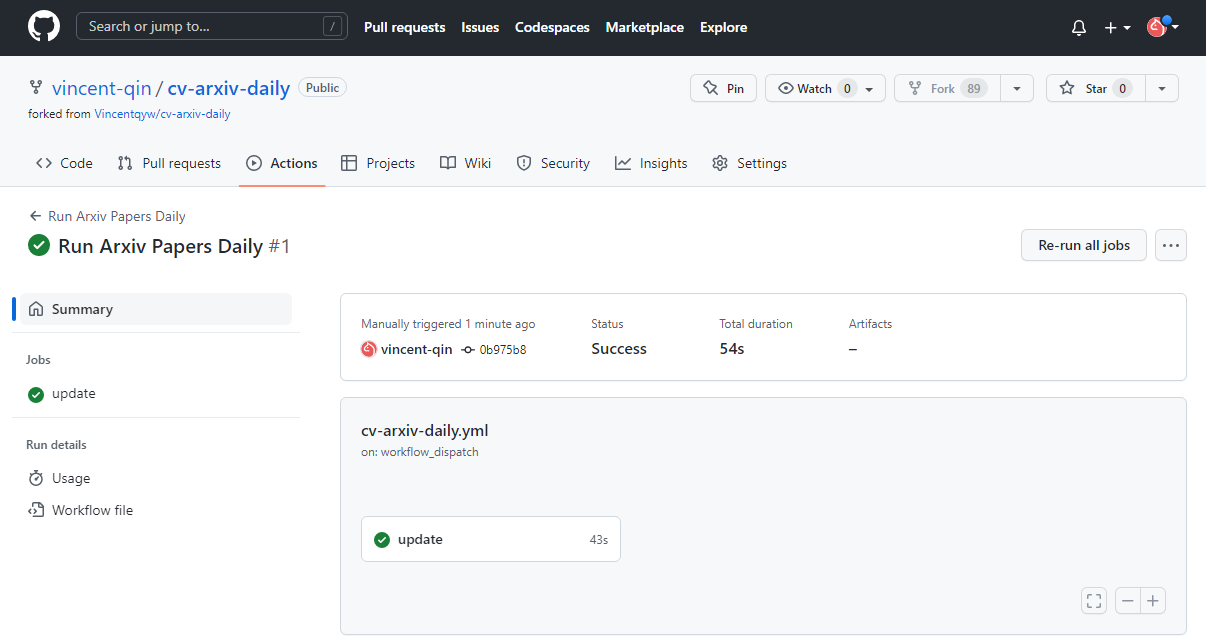 Search or jump to... /
Pull requests Issues Codespaces Marketplace Explore
vincent-qin / cv-arxiv-daily Public
Pin Watch 0 Fork 89 Star 0
forked from Vincentqyw/cv-arxiv-daily
Code Pull requests Actions Projects Wiki Security Insights Settings
Run Arxiv Papers Daily
Run Arxiv Papers Daily #1
Re-run all jobs
Summary
Jobs
update
Run details
Usage
Workflow file
Manually triggered 1 minute ago Status Total duration Artifacts
vincent-qin 0b975b8 Success 54s –
cv-arxiv-daily.yml
on: workflow_dispatch
update 43s